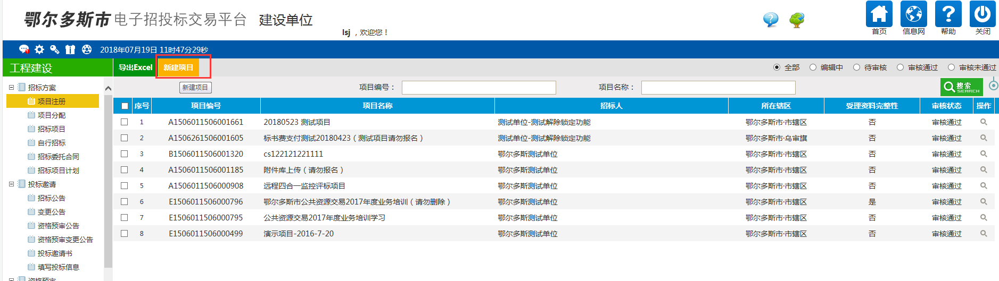 鄂尔多斯市 电子招投标交易平台 建设单位
lsj ，欢迎您！
首页 信息网 帮助 关闭
2018年07月19日 11时47分29秒
工程建设 导出Excel 新建项目 全部 编辑中 待审核 审核通过 审核未通过
新建项目 项目编号： 项目名称： 搜索 SEARCH
招标方案
项目注册
项目分配
招标项目
自行招标
招标委托合同
招标项目计划
投标邀请
招标公告
变更公告
资格预审公告
资格预审变更公告
投标邀请书
填写投标信息
资格预审
序号 项目编号 项目名称 招标人 所在辖区 受理资料完整性 审核状态 操作
1 A1506011506001661 20180523 测试项目 测试单位-测试解除锁定功能 鄂尔多斯市·市辖区 否 审核通过
2 A1506261506001605 标书费支付测试20180423（测试项目请勿报名） 测试单位-测试解除锁定功能 鄂尔多斯市·乌审旗 否 审核通过
3 B1506011506001320 cs122121221111 鄂尔多斯测试单位 鄂尔多斯市·市辖区 否 审核通过
4 A1506011506001185 附件库上传（请勿报名） 鄂尔多斯测试单位 鄂尔多斯市·市辖区 否 审核通过
5 A1506011506000908 远程四合一监控评标项目 鄂尔多斯测试单位 鄂尔多斯市·市辖区 否 审核通过
6 E1506011506000796 鄂尔多斯市公共资源交易2017年度业务培训（请勿删除） 鄂尔多斯测试单位 鄂尔多斯市·市辖区 是 审核通过
7 E1506011506000795 公共资源交易2017年度业务培训学习 鄂尔多斯测试单位 鄂尔多斯市·市辖区 否 审核通过
8 E1506011506000499 演示项目-2016-7-20 鄂尔多斯测试单位 鄂尔多斯市·市辖区 否 审核通过